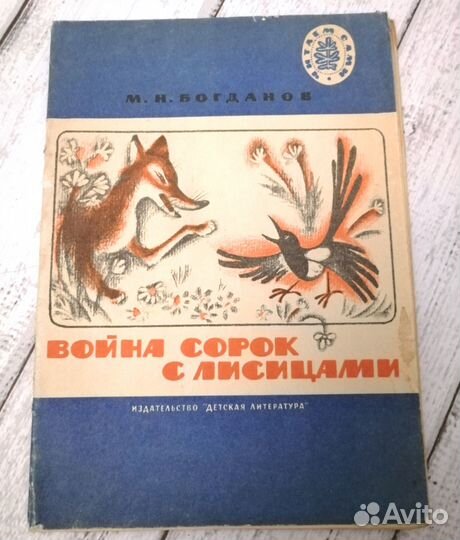 ЧИТАЕМ САМИ
М. Н. БОГДАНОВ
ВОЙНА СОРОК
С ЛИСИЦАМИ
ИЗДАТЕЛЬСТВО "ДЕТСКАЯ ЛИТЕРАТУРА"
Avito